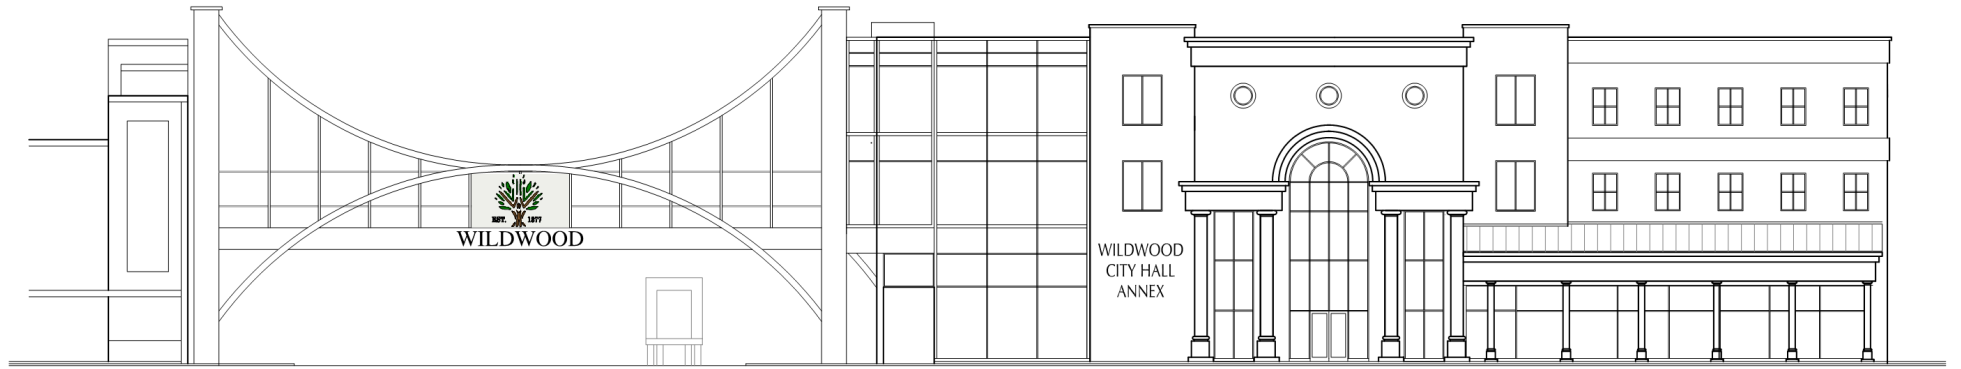 EST. 1877
WILDWOOD
WILDWOOD
CITY HALL
ANNEX